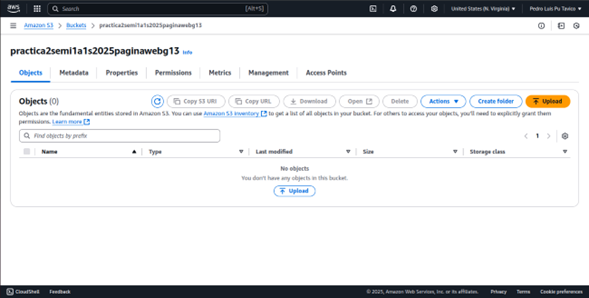 aws Search [Alt+S] United States (N. Virginia) Pedro Luis Pu Tavico
Amazon S3 > Buckets > practica2semi1a1s2025paginawebg13
practica2semi1a1s2025paginawebg13 Info
Objects Metadata Properties Permissions Metrics Management Access Points
Objects (0) Copy S3 URI Copy URL Download Open Delete Actions Create folder Upload
Objects are the fundamental entities stored in Amazon S3. You can use Amazon S3 inventory to get a list of all objects in your bucket. For others to access your objects, you'll need to explicitly grant them
permissions. Learn more
Find objects by prefix 1
Name Type Last modified Size Storage class
No objects
You don't have any objects in this bucket.
Upload
CloudShell Feedback © 2025, Amazon Web Services, Inc. or its affiliates. Privacy Terms Cookie preferences